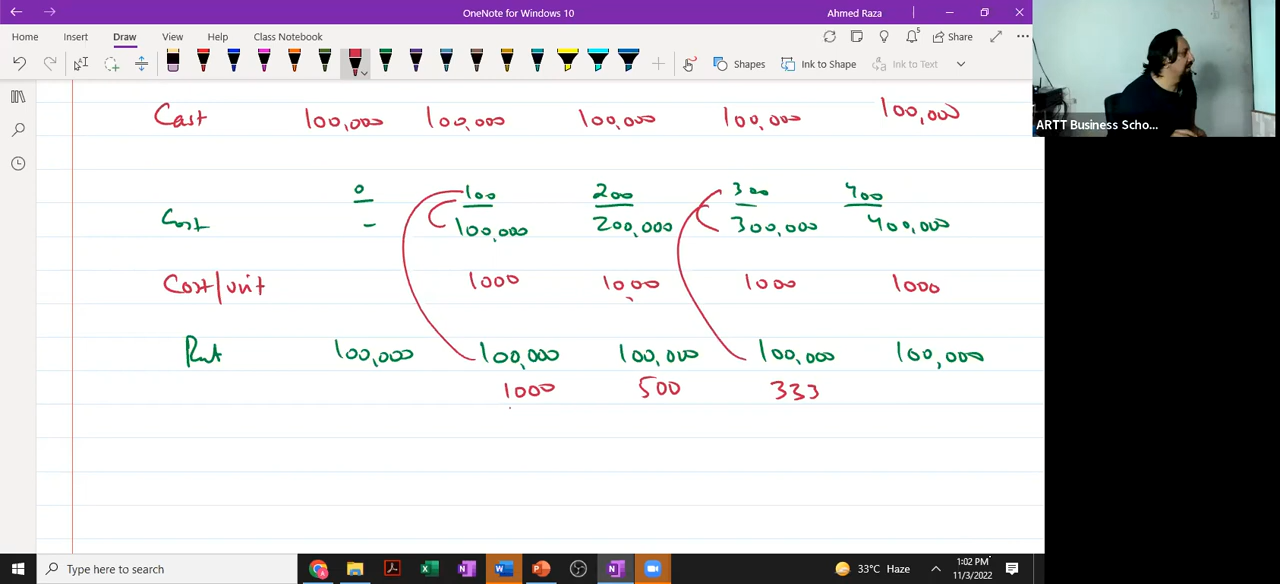 OneNote for Windows 10
Ahmed Raza
Home Insert Draw View Help Class Notebook
5 Share
Shapes Ink to Shape Ink to Text
ARTT Business Scho...
Cost 100,000 100,000 100,000 100,000 100,000
0 100 200 300 400
Cost - 100,000 200,000 300,000 400,000
Cost/unit 1000 1000 1000 1000
Rent 100,000 100,000 100,000 100,000 100,000
1000 500 333
Type here to search
33°C Haze
1:02 PM
11/3/2022